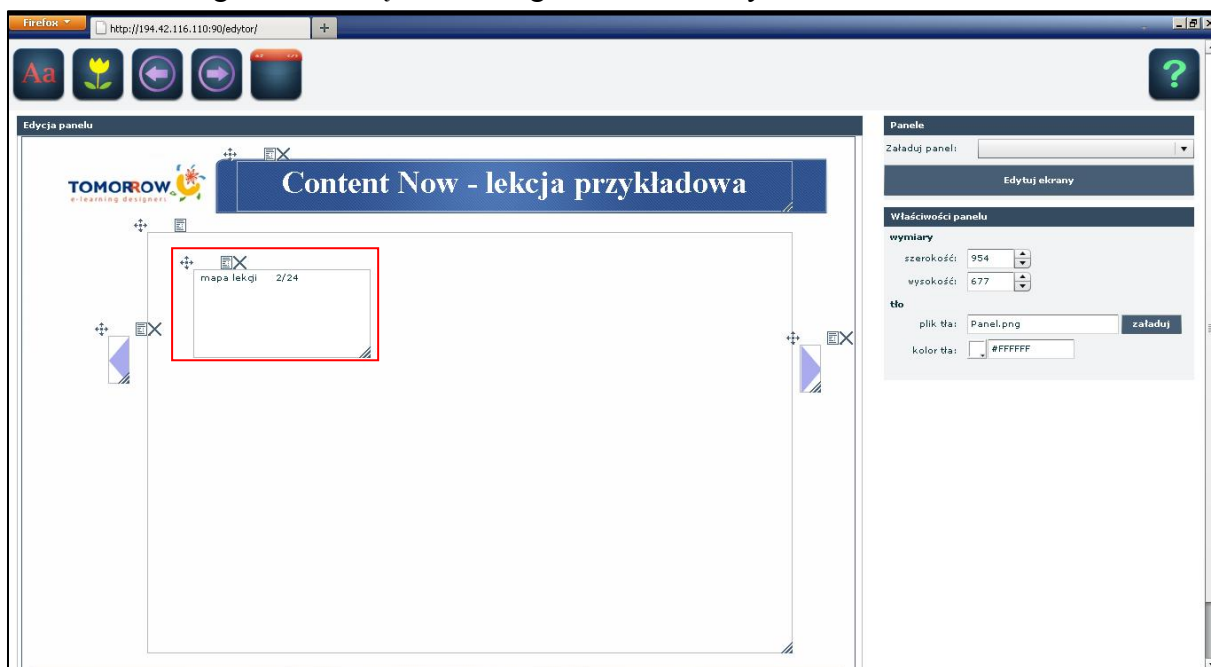 Firefox
http://194.42.116.110:90/edytor/
+
Aa
?
Edycja panelu
TOMORROW
e-learning designers
Content Now - lekcja przykładowa
mapa lekcji 2/24
Panele
Załaduj panel:
Edytuj ekrany
Właściwości panelu
wymiary
szerokość: 954
wysokość: 677
tło
plik tła: Panel.png załaduj
kolor tła: #FFFFFF